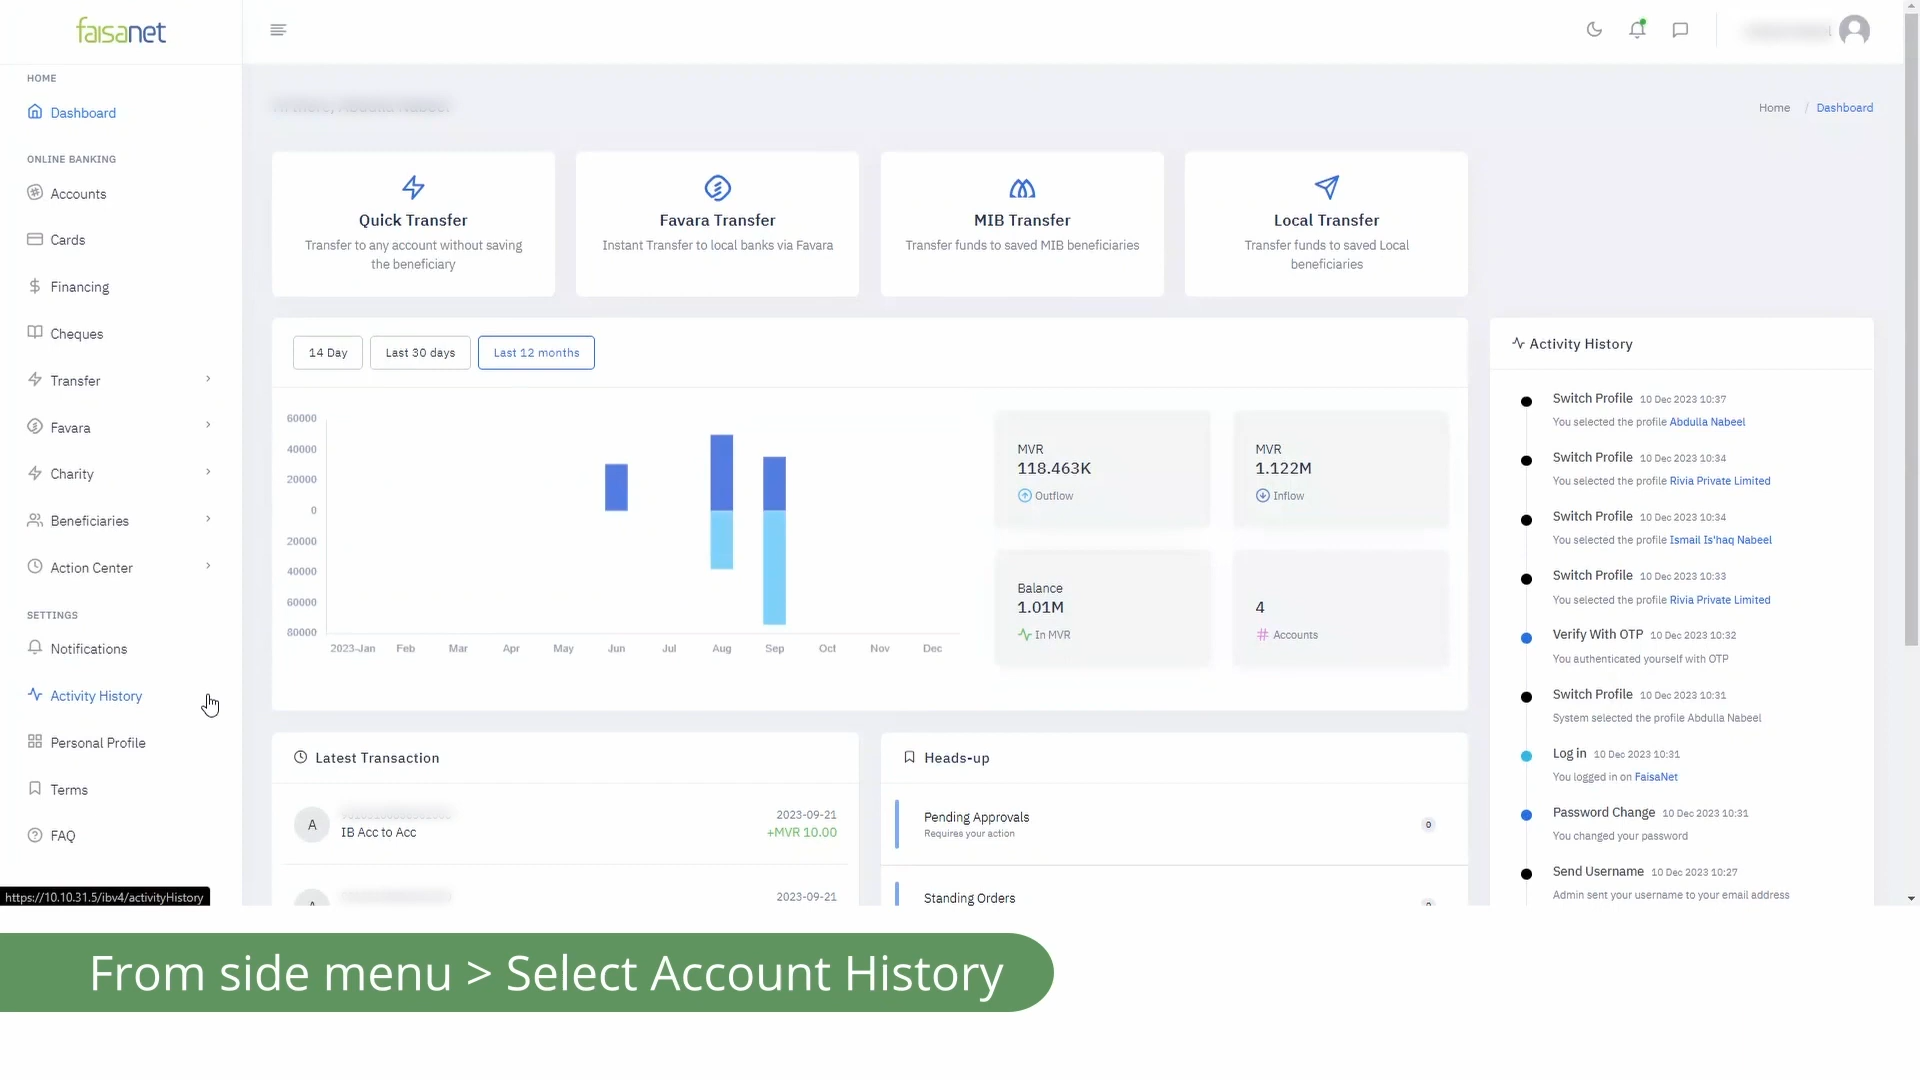 faisanet
HOME
Dashboard
ONLINE BANKING
Accounts
Cards
Financing
Cheques
Transfer
Favara
Charity
Beneficiaries
Action Center
SETTINGS
Notifications
Activity History
Personal Profile
Terms
FAQ
https://10.10.31.5/ibv4/activityHistory
Home / Dashboard
Quick Transfer
Transfer to any account without saving
the beneficiary
Favara Transfer
Instant Transfer to local banks via Favara
MIB Transfer
Transfer funds to saved MIB beneficiaries
Local Transfer
Transfer funds to saved Local
beneficiaries
14 Day
Last 30 days
Last 12 months
60000
40000
20000
0
20000
40000
60000
80000
2023-Jan Feb Mar Apr May Jun Jul Aug Sep Oct Nov Dec
MVR
118.463K
Outflow
MVR
1.122M
Inflow
Balance
1.01M
In MVR
4
# Accounts
Latest Transaction
A
2023-09-21
IB Acc to Acc
+MVR 10.00
2023-09-21
Heads-up
Pending Approvals
0
Requires your action
Standing Orders
Activity History
Switch Profile 10 Dec 2023 10:37
You selected the profile Abdulla Nabeel
Switch Profile 10 Dec 2023 10:34
You selected the profile Rivia Private Limited
Switch Profile 10 Dec 2023 10:34
You selected the profile Ismail Is'haq Nabeel
Switch Profile 10 Dec 2023 10:33
You selected the profile Rivia Private Limited
Verify With OTP 10 Dec 2023 10:32
You authenticated yourself with OTP
Switch Profile 10 Dec 2023 10:31
System selected the profile Abdulla Nabeel
Log in 10 Dec 2023 10:31
You logged in on FaisaNet
Password Change 10 Dec 2023 10:31
You changed your password
Send Username 10 Dec 2023 10:27
Admin sent your username to your email address
From side menu > Select Account History